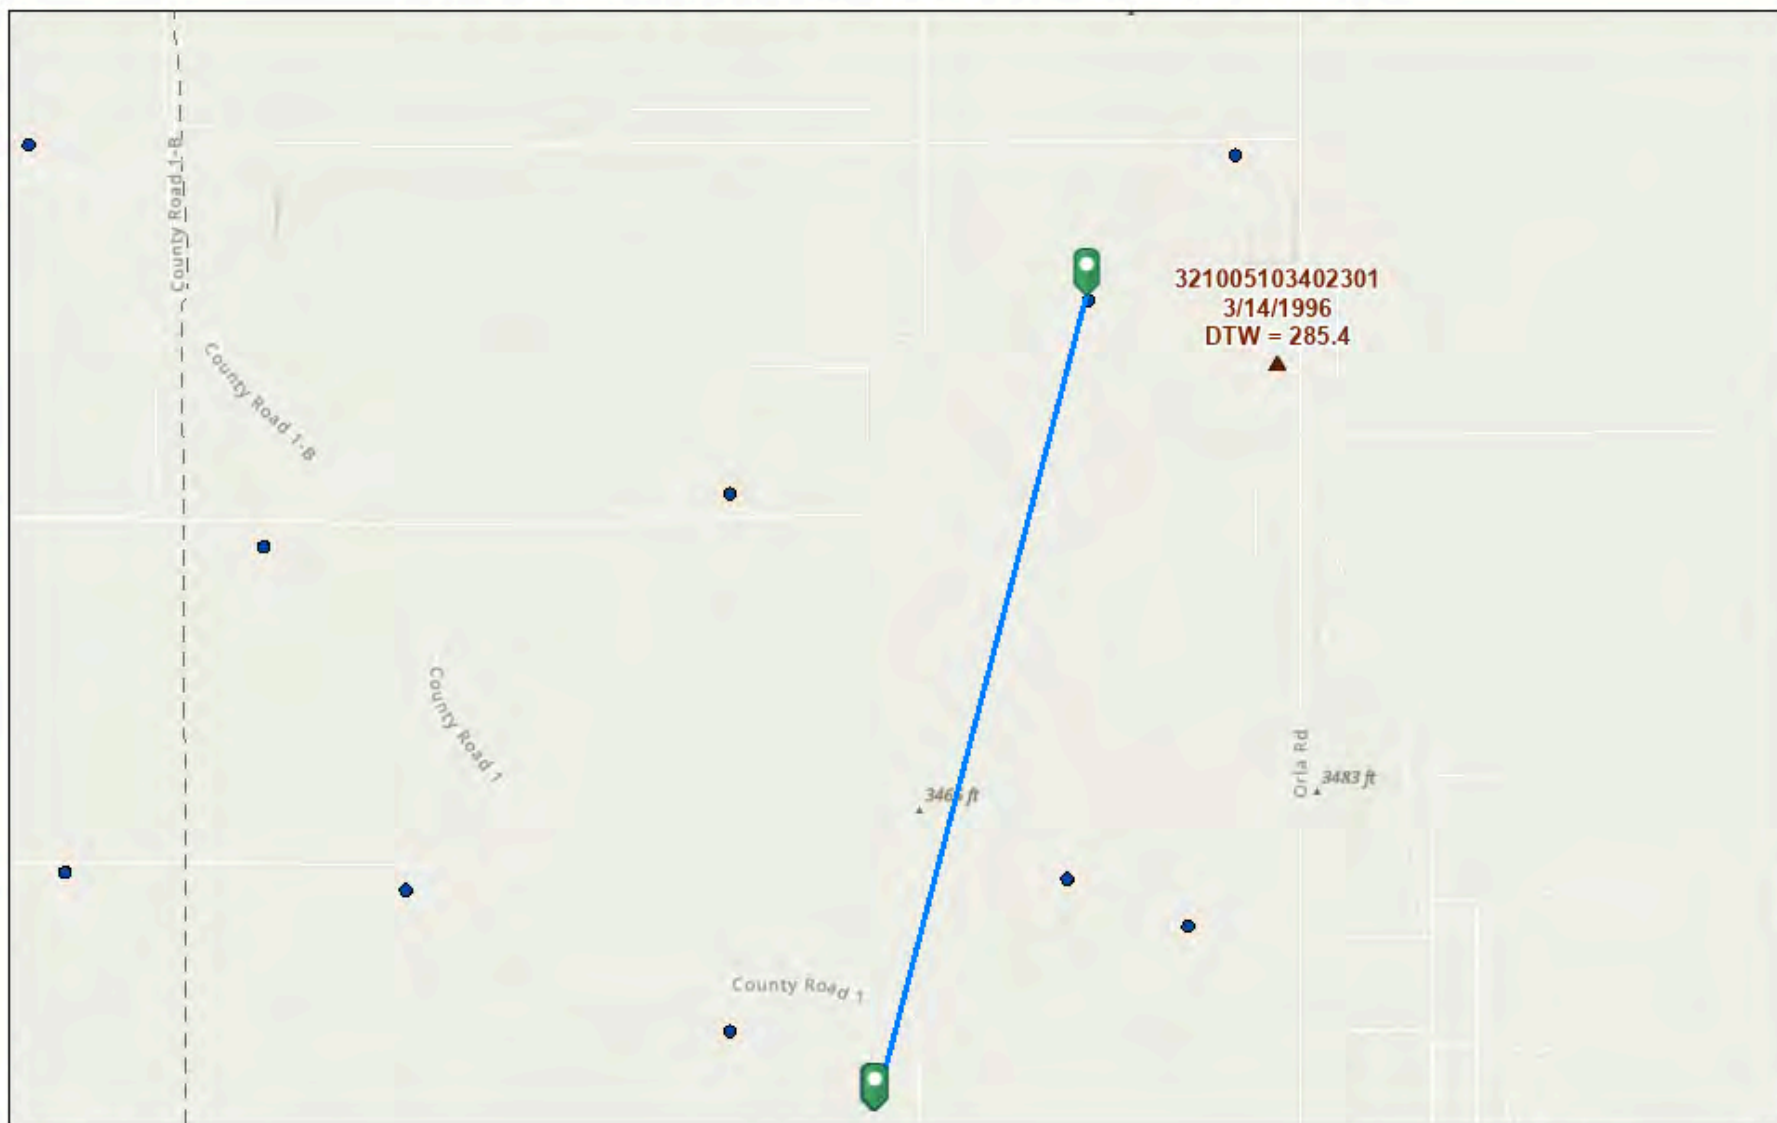 County Road 1-B
321005103402301
3/14/1996
DTW = 285.4
County Road 1-B
County Road 1
Orla Rd
3483 ft
County Road 1